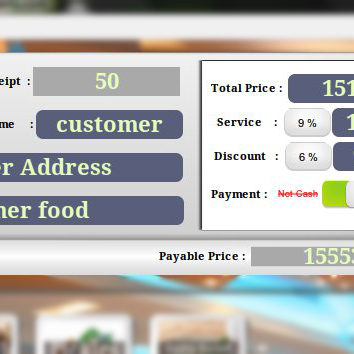 eipt : 50
me : customer
r Address
ner food
Total Price : 151
Service : 9 %
Discount : 6 %
Payment : Not Cash
Payable Price : 1555